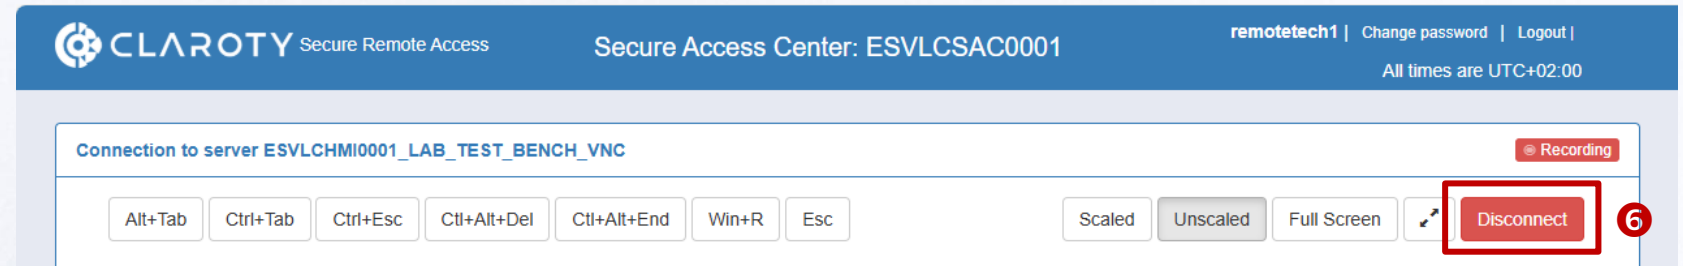 CLAROTY Secure Remote Access
Secure Access Center: ESVLCSAC0001
remotetech1 | Change password | Logout |
All times are UTC+02:00
Connection to server ESVLCHMI0001_LAB_TEST_BENCH_VNC
Recording
Alt+Tab Ctrl+Tab Ctrl+Esc Ctl+Alt+Del Ctl+Alt+End Win+R Esc
Scaled Unscaled Full Screen Disconnect 6